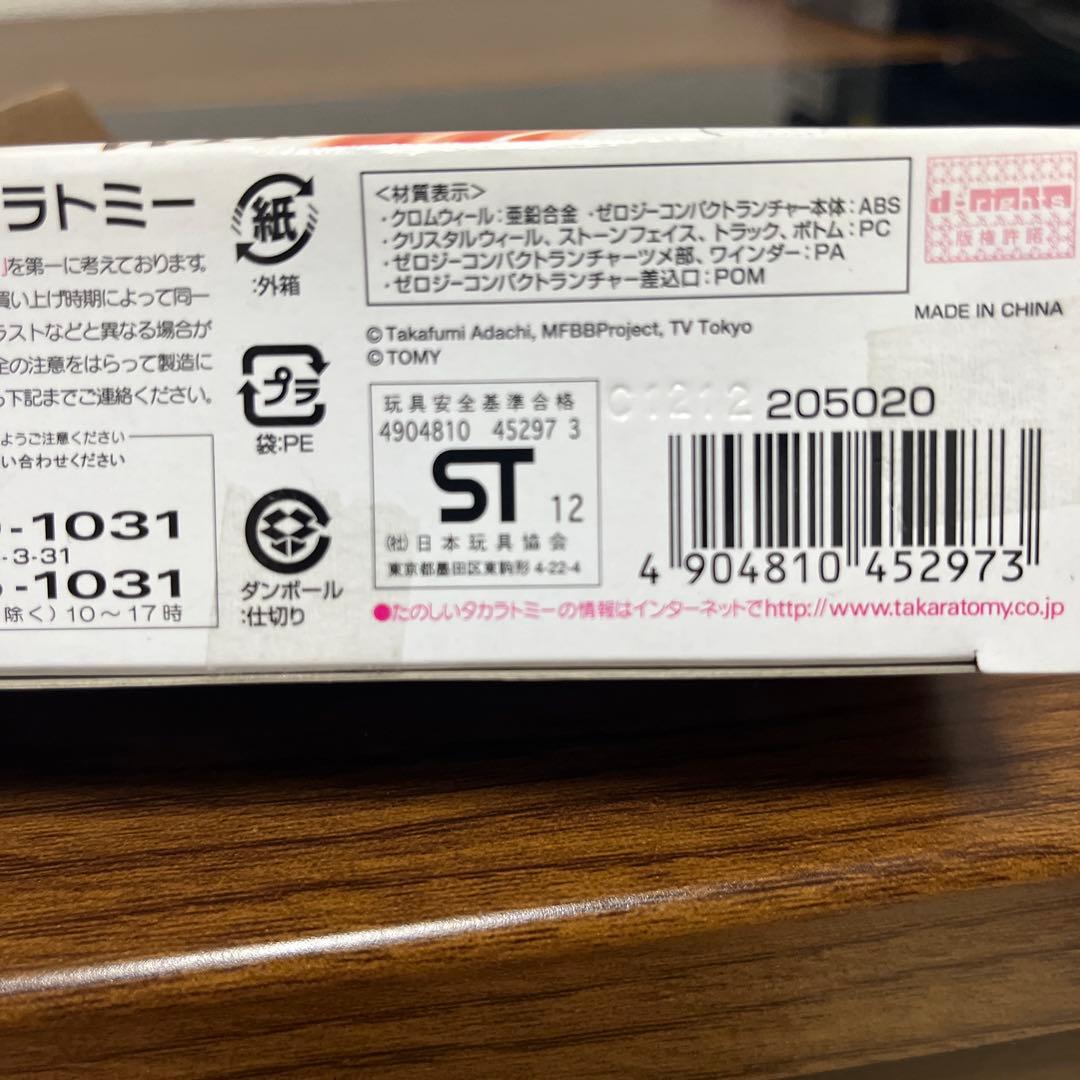 ラトミー
」を第一に考えております。
買い上げ時期によって同一
ラストなどと異なる場合が
全の注意をはらって製造に
下記までご連絡ください。
ようご注意ください
い合わせください
-1031
-3-31
-1031
除く）10〜17時
紙
:外箱
プラ
袋:PE
ダンボール
:仕切り
＜材質表示＞
・クロムウィール：亜鉛合金 ・ゼロジーコンパクトランチャー本体：ABS
・クリスタルウィール、ストーンフェイス、トラック、ボトム：PC
・ゼロジーコンパクトランチャーツメ部、ワインダー：PA
・ゼロジーコンパクトランチャー差込口：POM
©Takafumi Adachi, MFBBProject, TV Tokyo
©TOMY
玩具安全基準合格
4904810 45297 3
ST 12
(社)日本玩具協会
東京都墨田区東駒形4-22-4
d-rights
版権許諾
MADE IN CHINA
C1212 205020
4 904810 452973
●たのしいタカラトミーの情報はインターネットでhttp://www.takaratomy.co.jp